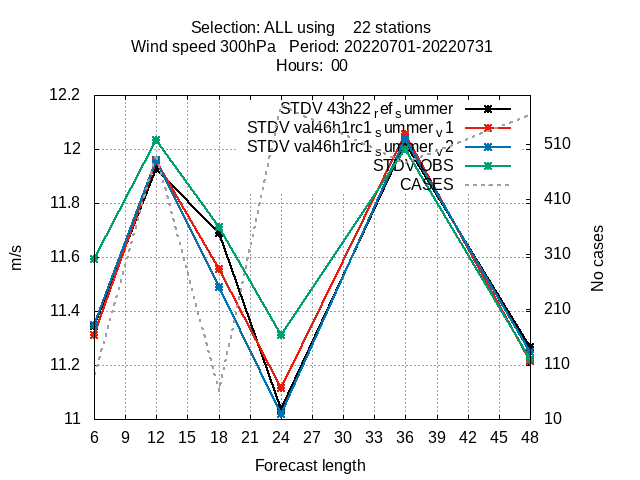 Selection: ALL using    22 stations
Wind speed 300hPa   Period: 20220701-20220731
Hours:  00
STDV 43h22_ref_summer
STDV val46h1rc1_summer_v1
STDV val46h1rc1_summer_v2
STDV OBS
CASES
12.2
12
11.8
11.6
11.4
11.2
11
m/s
510
410
310
210
110
10
No cases
6 9 12 15 18 21 24 27 30 33 36 39 42 45 48
Forecast length